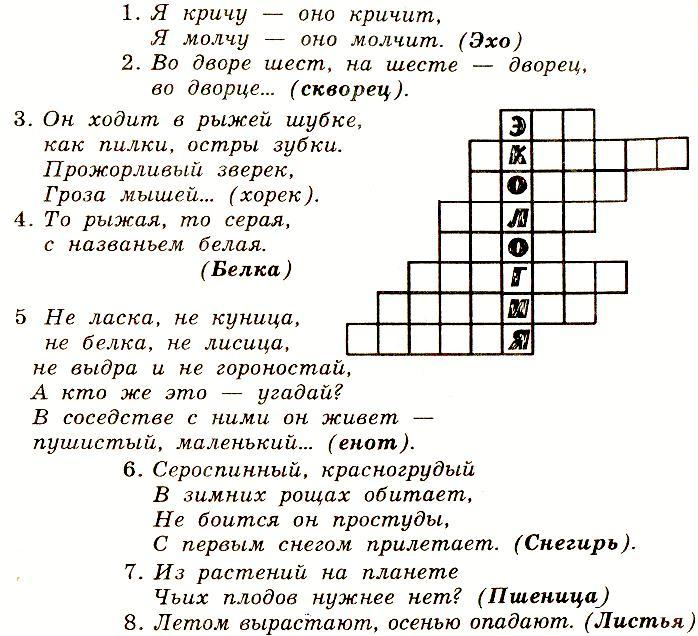 1. Я кричу — оно кричит,
Я молчу — оно молчит. (Эхо)
2. Во дворе шест, на шесте — дворец,
во дворце... (скворец).
3. Он ходит в рыжей шубке,
как пилки, остры зубки.
Прожорливый зверек,
Гроза мышей... (хорек).
4. То рыжая, то серая,
с названьем белая.
(Белка)
Э
К
О
Л
О
Г
И
Я
5 Не ласка, не куница,
не белка, не лисица,
не выдра и не горностай,
А кто же это — угадай?
В соседстве с ними он живет —
пушистый, маленький... (енот).
6. Сероспинный, красногрудый
В зимних рощах обитает,
Не боится он простуды,
С первым снегом прилетает. (Снегирь).
7. Из растений на планете
Чьих плодов нужнее нет? (Пшеница)
8. Летом вырастают, осенью опадают. (Листья)